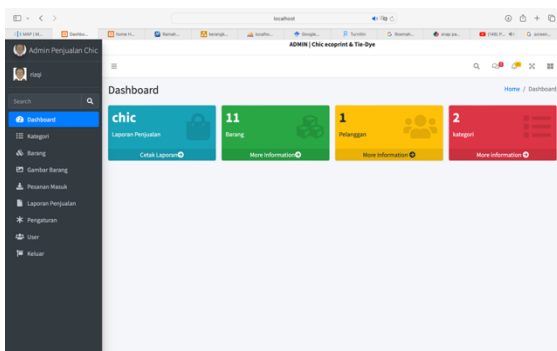 localhost
ADMIN | Chic ecoprint & Tie-Dye
Admin Penjualan Chic
rizqi
Search
Dashboard
Kategori
Barang
Gambar Barang
Pesanan Masuk
Laporan Penjualan
Pengaturan
User
Keluar
Dashboard
Home / Dashboard
chic
Laporan Penjualan
Cetak Laporan
11
Barang
More Information
1
Pelanggan
More Information
2
kategori
More information